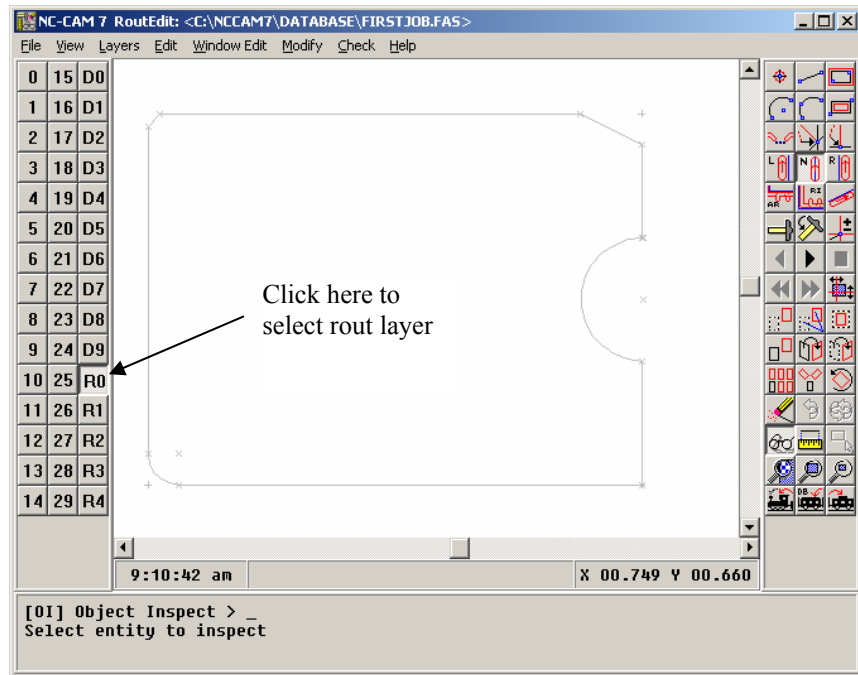 NC-CAM 7 RoutEdit: <C:\NCCAM7\DATABASE\FIRSTJOB.FAS>
File View Layers Edit Window Edit Modify Check Help
0 15 D0
1 16 D1
2 17 D2
3 18 D3
4 19 D4
5 20 D5
6 21 D6
7 22 D7
8 23 D8
9 24 D9
10 25 R0
11 26 R1
12 27 R2
13 28 R3
14 29 R4
Click here to
select rout layer
L N R
AR RI
DB
9:10:42 am X 00.749 Y 00.660
[OI] Object Inspect > _
Select entity to inspect